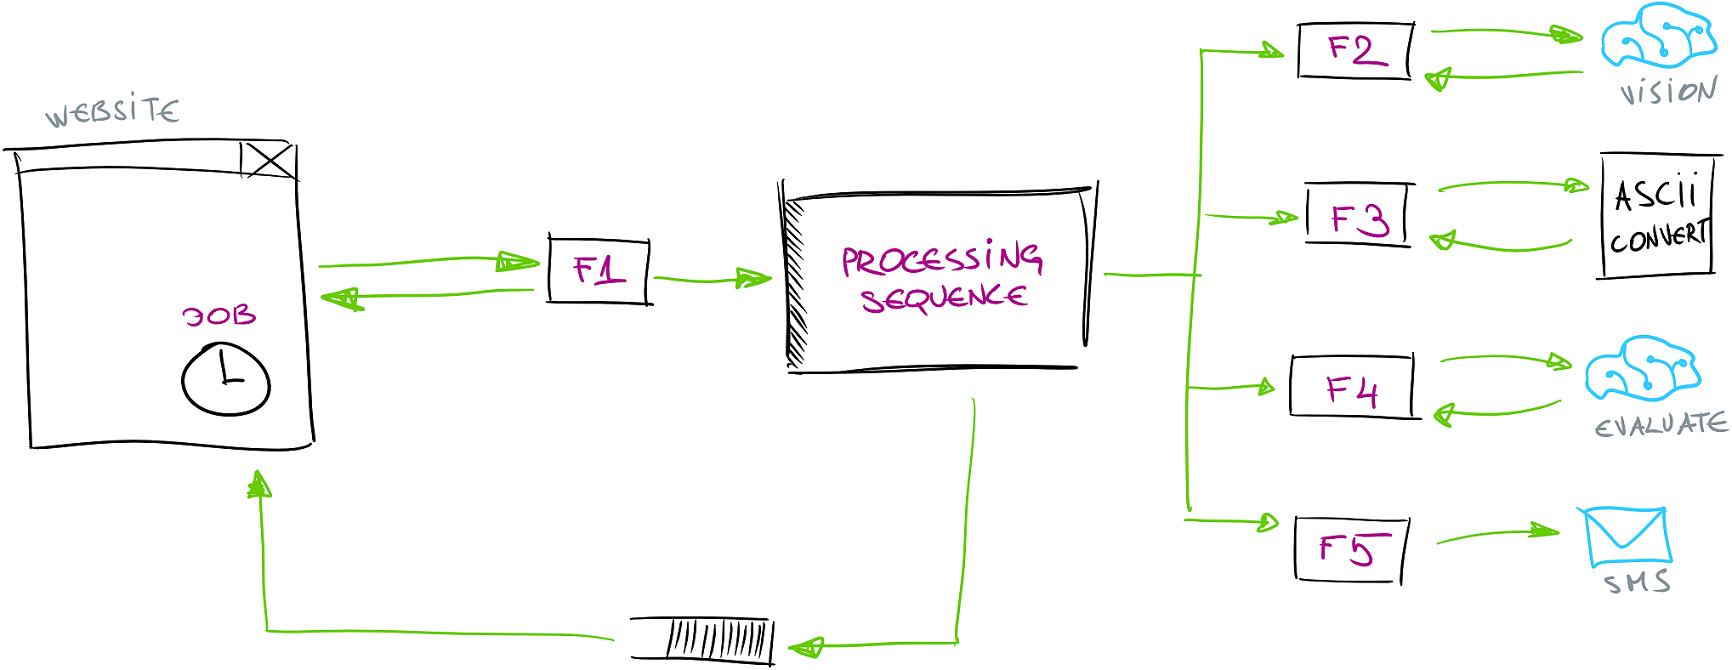 WEBSITE
JOB
F1
PROCESSING
SEQUENCE
F2
VISION
F3
ASCII
CONVERT
F4
EVALUATE
F5
SMS